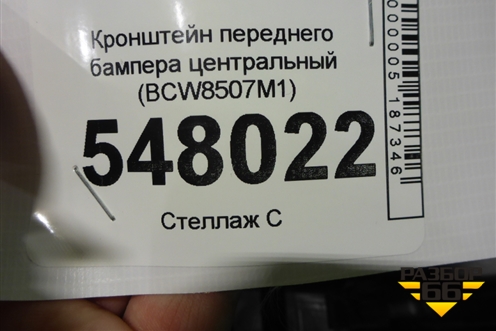 Кронштейн переднего
бампера центральный
(BCW8507M1)
548022
Стеллаж С
000005187346
РАЗБОР
66